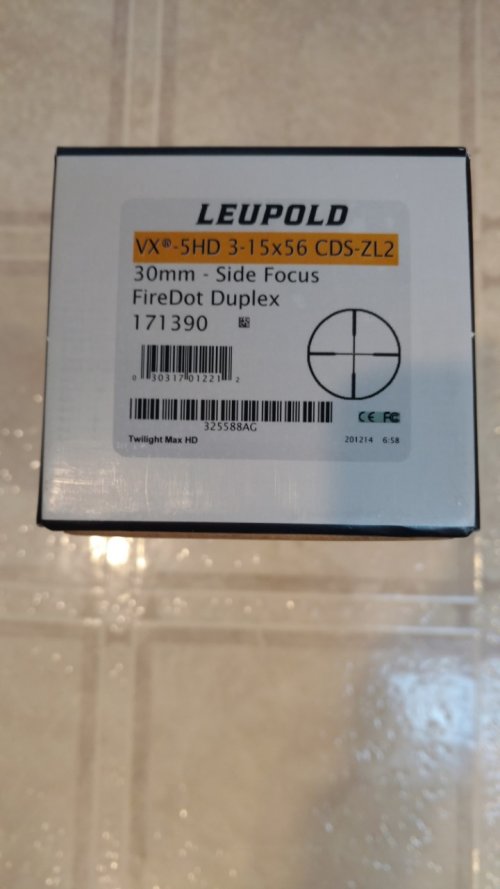 LEUPOLD
VX®-5HD 3-15x56 CDS-ZL2
30mm - Side Focus
FireDot Duplex
171390
0 30317 01221 2
325588AG
CE FC
Twilight Max HD 201214 6:58